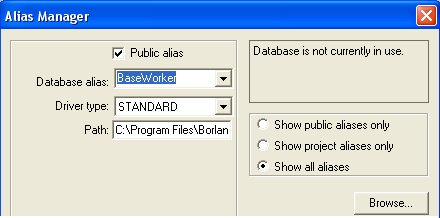 Alias Manager
Public alias
Database alias: BaseWorker
Driver type: STANDARD
Path: C:\Program Files\Borlan
Database is not currently in use.
Show public aliases only
Show project aliases only
Show all aliases
Browse...